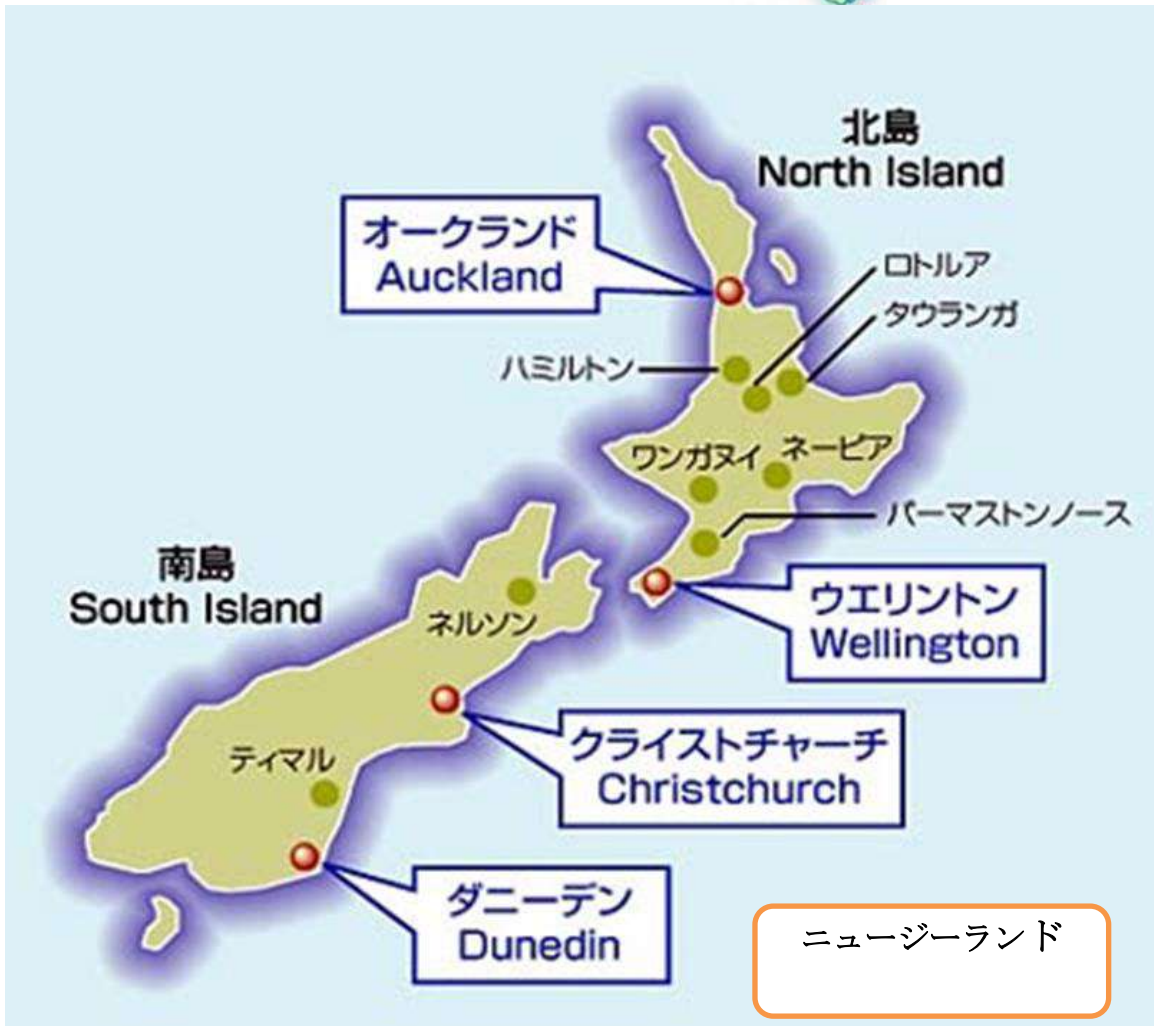 北島
North Island
オークランド
Auckland
ロトルア
タウランガ
ハミルトン
ワンガヌイ
ネーピア
パーマストンノース
南島
South Island
ネルソン
ウエリントン
Wellington
クライストチャーチ
Christchurch
ティマル
ダニーデン
Dunedin
ニュージーランド